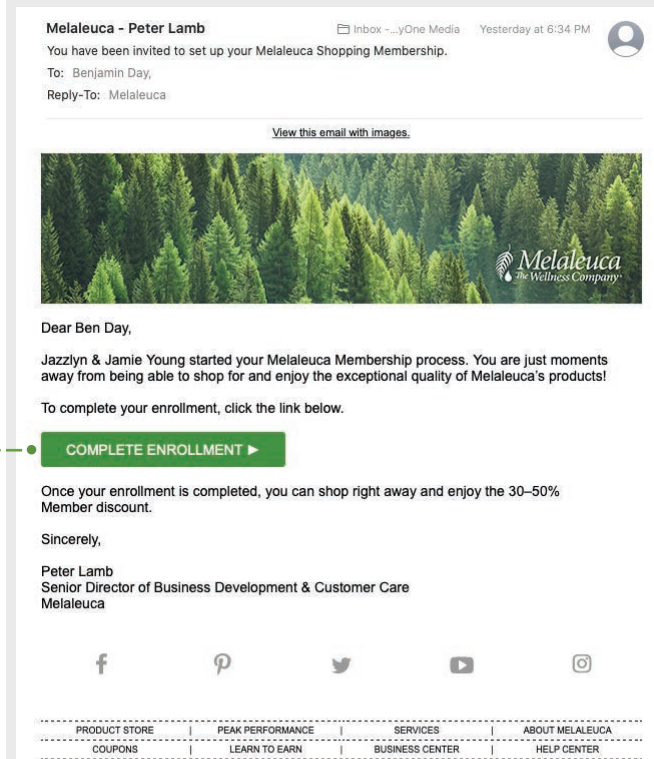 Melaleuca - Peter Lamb
Inbox -...yOne Media Yesterday at 6:34 PM
You have been invited to set up your Melaleuca Shopping Membership.
To: Benjamin Day,
Reply-To: Melaleuca
View this email with images.
Melaleuca
The Wellness Company
Dear Ben Day,
Jazzlyn & Jamie Young started your Melaleuca Membership process. You are just moments
away from being able to shop for and enjoy the exceptional quality of Melaleuca's products!
To complete your enrollment, click the link below.
COMPLETE ENROLLMENT ►
Once your enrollment is completed, you can shop right away and enjoy the 30–50%
Member discount.
Sincerely,
Peter Lamb
Senior Director of Business Development & Customer Care
Melaleuca
PRODUCT STORE | PEAK PERFORMANCE | SERVICES | ABOUT MELALEUCA
COUPONS | LEARN TO EARN | BUSINESS CENTER | HELP CENTER